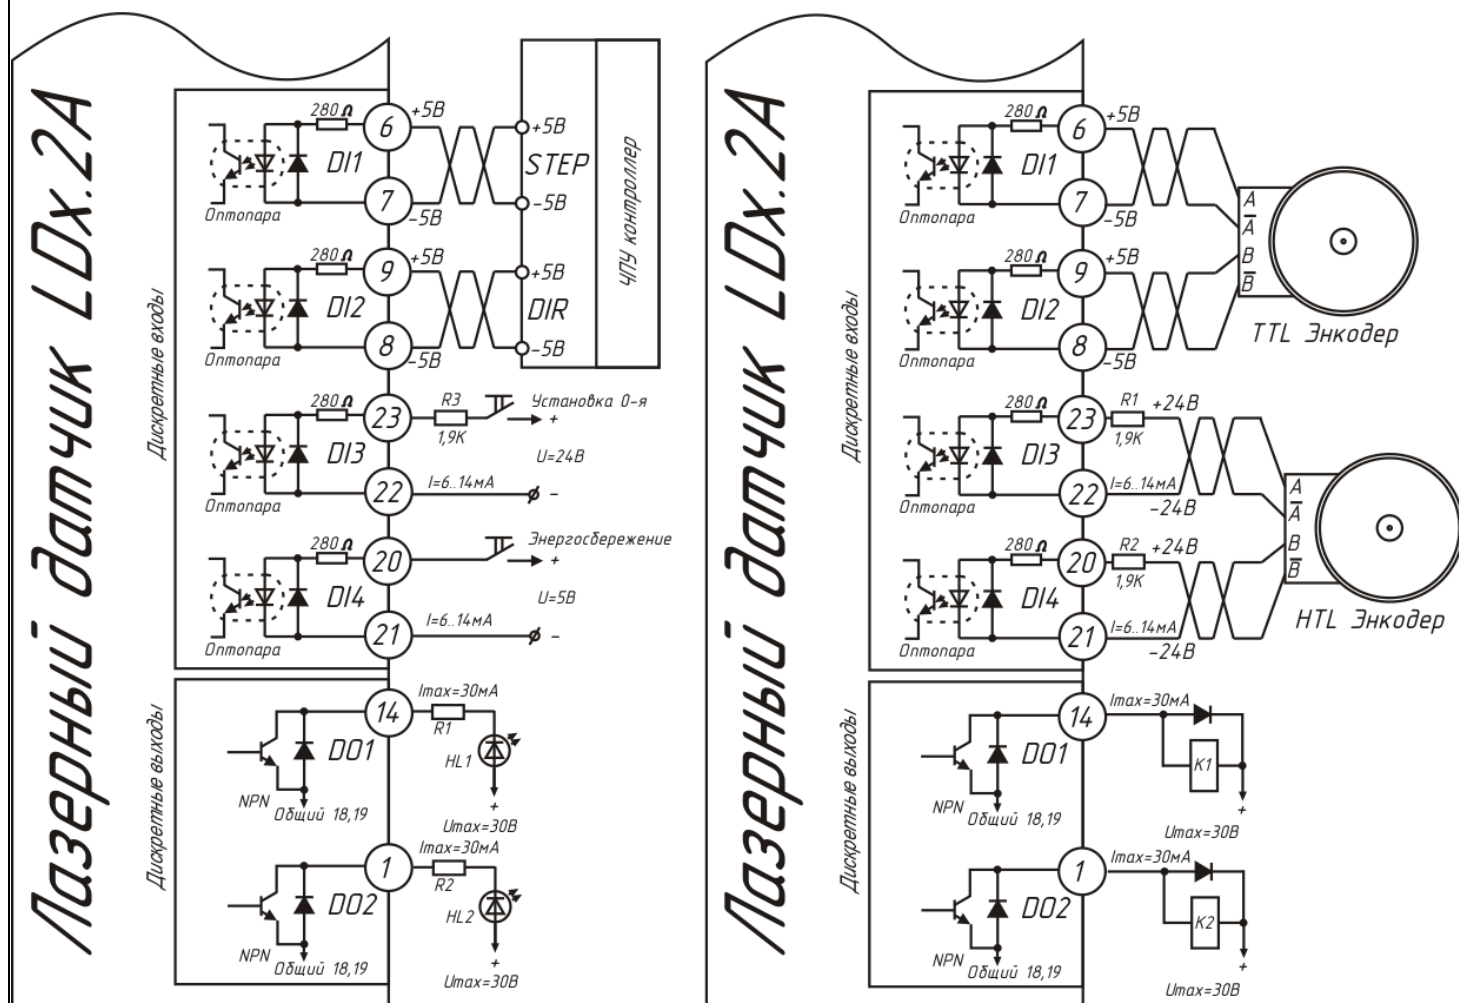 Лазерный датчик LDx.2A
Дискретные входы
280 Ω
6
+5В
DI1
7
-5В
Оптопара
280 Ω
9
+5В
DI2
8
-5В
Оптопара
+5В
STEP
-5В
+5В
DIR
-5В
ЧПУ контроллер
280 Ω
23
R3
1,9К
Установка 0-я
+
DI3
U=24В
22
I=6..14мА
-
Оптопара
280 Ω
20
Энергосбережение
+
DI4
U=5В
21
I=6..14мА
-
Оптопара
Дискретные выходы
14
Imax=30мА
R1
DO1
HL1
NPN
Общий 18,19
+
Umax=30В
1
Imax=30мА
R2
DO2
HL2
NPN
Общий 18,19
+
Umax=30В
Лазерный датчик LDx.2A
Дискретные входы
280 Ω
6
+5В
DI1
7
-5В
Оптопара
280 Ω
9
+5В
DI2
8
-5В
Оптопара
A
A̅
B
B̅
TTL Энкодер
280 Ω
23
R1
+24В
1,9К
DI3
22
I=6..14мА
-24В
Оптопара
280 Ω
20
R2
+24В
1,9К
DI4
21
I=6..14мА
-24В
Оптопара
A
A̅
B
B̅
HTL Энкодер
Дискретные выходы
14
Imax=30мА
DO1
K1
NPN
Общий 18,19
+
Umax=30В
1
Imax=30мА
DO2
K2
NPN
Общий 18,19
+
Umax=30В